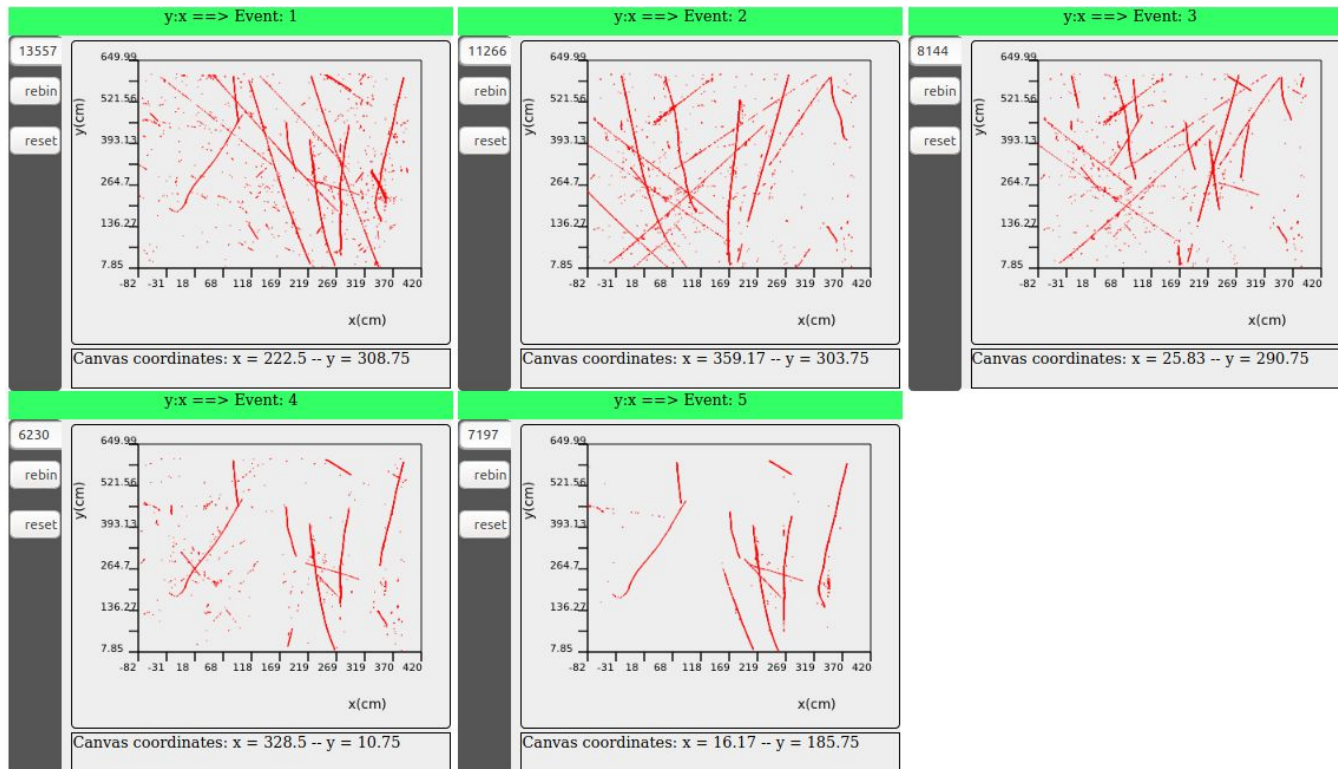 y:x ==> Event: 1
13557
rebin
reset
y(cm)
649.99
521.56
393.13
264.7
136.27
7.85
-82 -31 18 68 118 169 219 269 319 370 420
x(cm)
Canvas coordinates: x = 222.5 -- y = 308.75
y:x ==> Event: 2
11266
rebin
reset
y(cm)
649.99
521.56
393.13
264.7
136.27
7.85
-82 -31 18 68 118 169 219 269 319 370 420
x(cm)
Canvas coordinates: x = 359.17 -- y = 303.75
y:x ==> Event: 3
8144
rebin
reset
y(cm)
649.99
521.56
393.13
264.7
136.27
7.85
-82 -31 18 68 118 169 219 269 319 370 420
x(cm)
Canvas coordinates: x = 25.83 -- y = 290.75
y:x ==> Event: 4
6230
rebin
reset
y(cm)
649.99
521.56
393.13
264.7
136.27
7.85
-82 -31 18 68 118 169 219 269 319 370 420
x(cm)
Canvas coordinates: x = 328.5 -- y = 10.75
y:x ==> Event: 5
7197
rebin
reset
y(cm)
649.99
521.56
393.13
264.7
136.27
7.85
-82 -31 18 68 118 169 219 269 319 370 420
x(cm)
Canvas coordinates: x = 16.17 -- y = 185.75